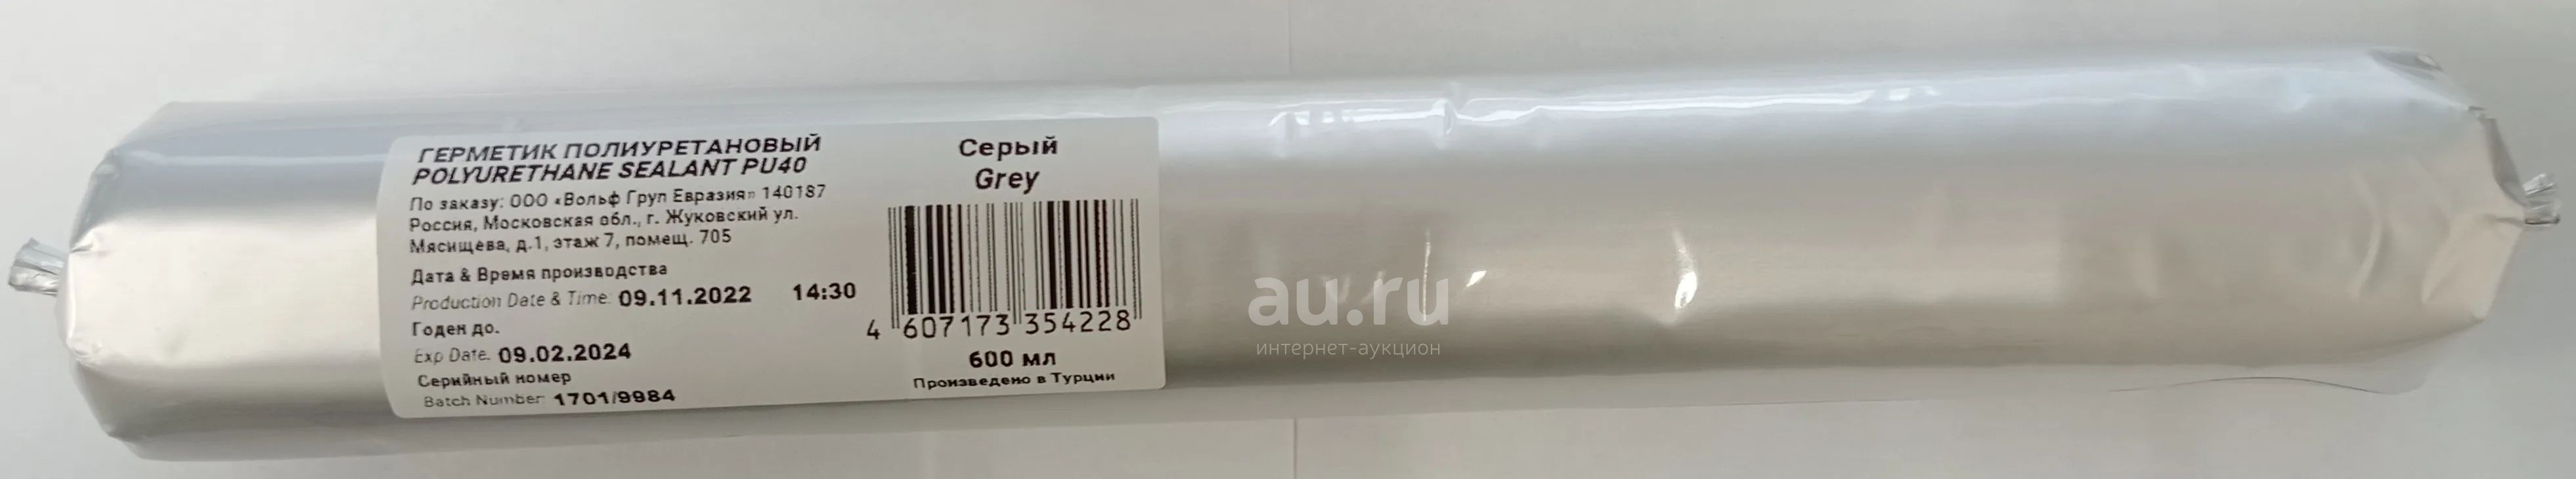 ГЕРМЕТИК ПОЛИУРЕТАНОВЫЙ
POLYURETHANE SEALANT PU40
По заказу: ООО «Вольф Груп Евразия» 140187
Россия, Московская обл., г. Жуковский ул.
Мясищева, д.1, этаж 7, помещ. 705
Дата & Время производства
Production Date & Time: 09.11.2022 14:30
Годен до.
Exp Date. 09.02.2024
Серийный номер
Batch Number 1701/9984
Серый
Grey
4 607173 354228
600 мл
Произведено в Турции
au.ru
интернет-аукцион